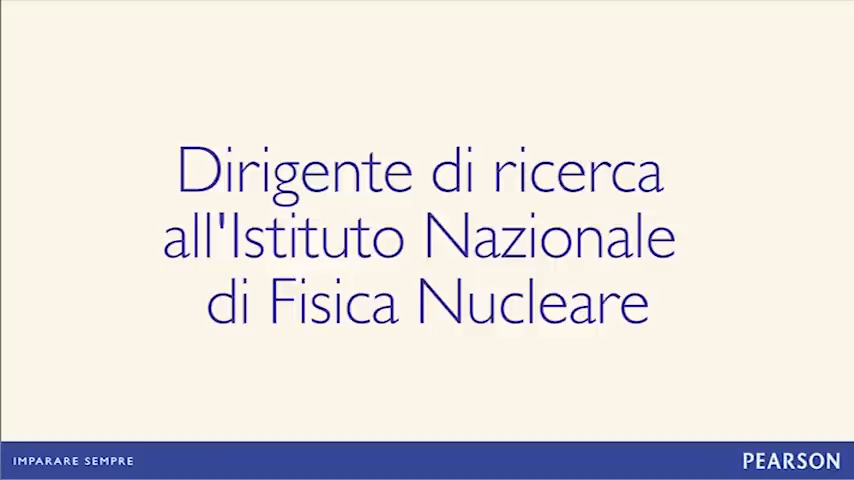 Dirigente di ricerca
all'Istituto Nazionale
di Fisica Nucleare
IMPARARE SEMPRE
PEARSON